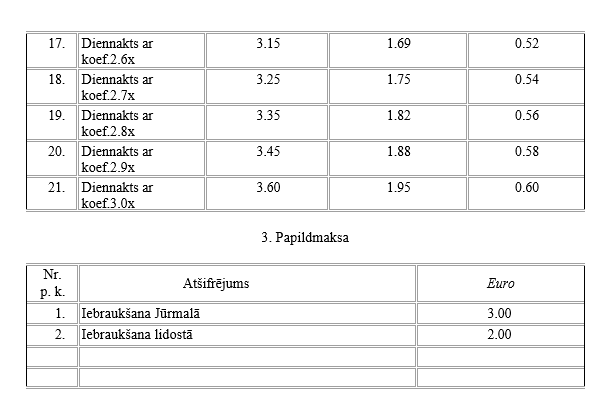 17. Diennakts ar 3.15 1.69 0.52
koef.2.6x
18. Diennakts ar 3.25 1.75 0.54
koef.2.7x
19. Diennakts ar 3.35 1.82 0.56
koef.2.8x
20. Diennakts ar 3.45 1.88 0.58
koef.2.9x
21. Diennakts ar 3.60 1.95 0.60
koef.3.0x
3. Papildmaksa
Nr.
p. k. Atšifrējums Euro
1. Iebraukšana Jūrmalā 3.00
2. Iebraukšana lidostā 2.00